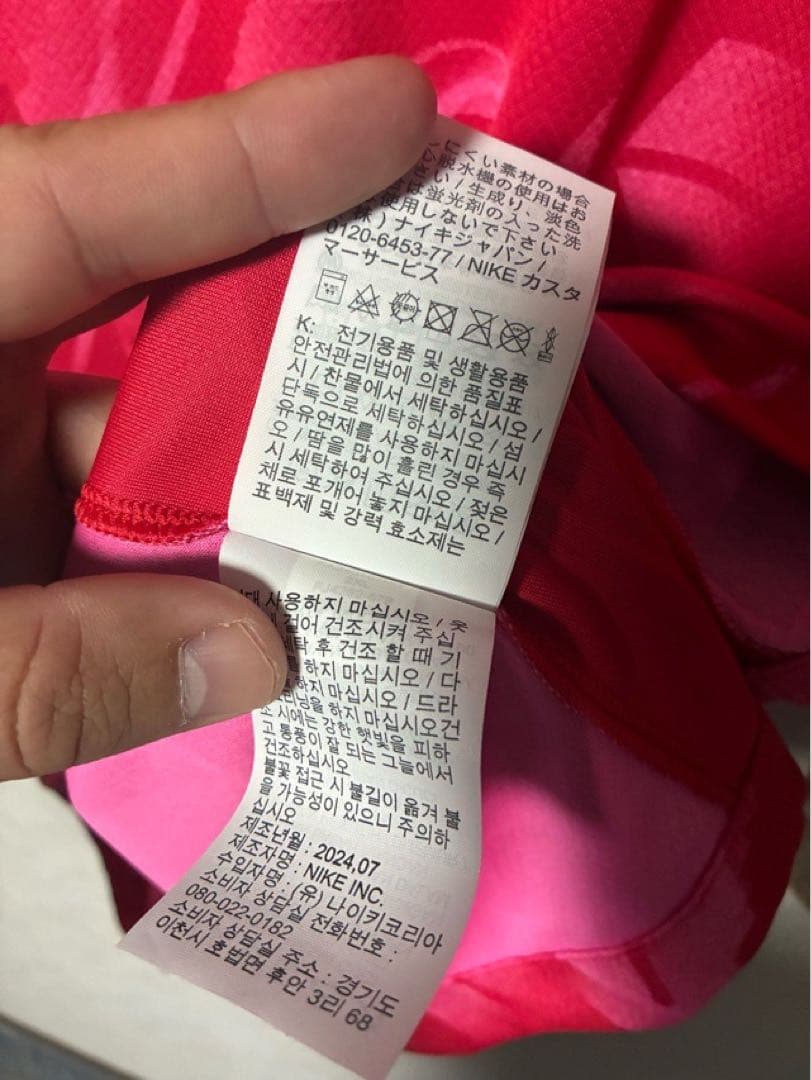 にくい素材の場合
脱水機の使用はお
い / 生成り、淡色
は蛍光剤の入った洗
使用しないで下さい
株）ナイキジャパン /
0120-6453-77 / NIKE カスタ
マーサービス
K: 전기용품 및 생활용품
안전관리법에 의한 품질표
시 / 찬물에서 세탁하십시오 /
단독으로 세탁하십시오 / 섬
유유연제를 사용하지 마십시
오 / 땀을 많이 흘린 경우 즉
시 세탁하여 주십시오 / 젖은
채로 포개어 놓지 마십시오 /
표백제 및 강력 효소제는
사용하지 마십시오 / 옷
걸어 건조시켜 주십
세탁 후 건조 할 때 기
하지 마십시오 / 다
하지 마십시오 / 드라
닝을 하지 마십시오건
조 시에는 강한 햇빛을 피하
고 통풍이 잘 되는 그늘에서
건조하십시오
불꽃 접근 시 불길이 옮겨 붙
을 가능성이 있으니 주의하
십시오
제조년월 : 2024,07
제조자명 : NIKE INC.
수입자명 : (유) 나이키코리아
소비자 상담실 전화번호 :
080-022-0182
소비자 상담실 주소 : 경기도
이천시 호법면 후안 3리 68